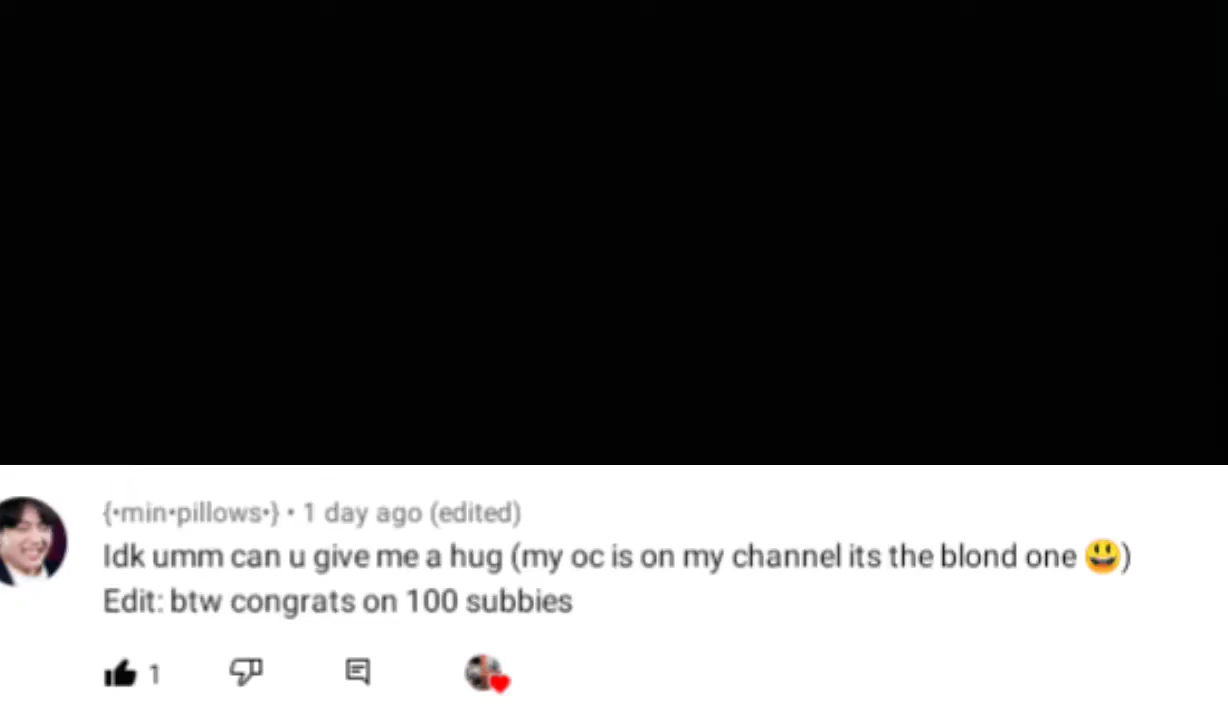 {•min•pillows•} • 1 day ago (edited)
Idk umm can u give me a hug (my oc is on my channel its the blond one 😃)
Edit: btw congrats on 100 subbies
1